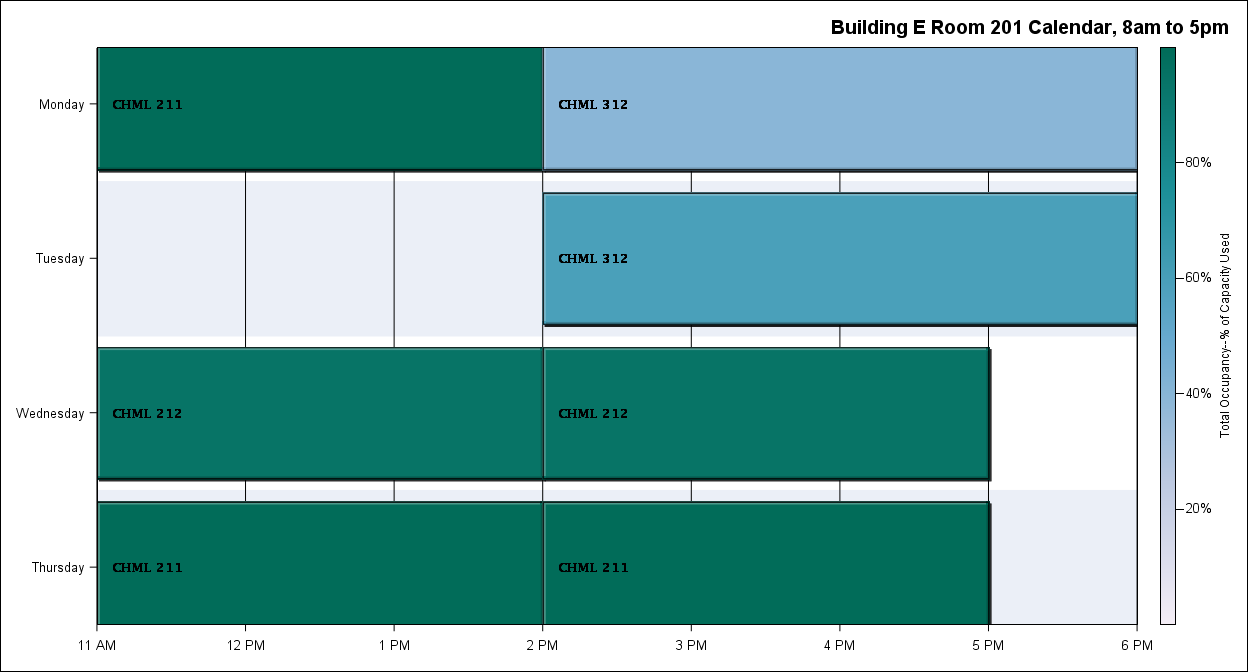 Building E Room 201 Calendar, 8am to 5pm
Monday
CHML 211
CHML 312
Tuesday
CHML 312
Wednesday
CHML 212
CHML 212
Thursday
CHML 211
CHML 211
11 AM
12 PM
1 PM
2 PM
3 PM
4 PM
5 PM
6 PM
80%
60%
40%
20%
Total Occupancy--% of Capacity Used